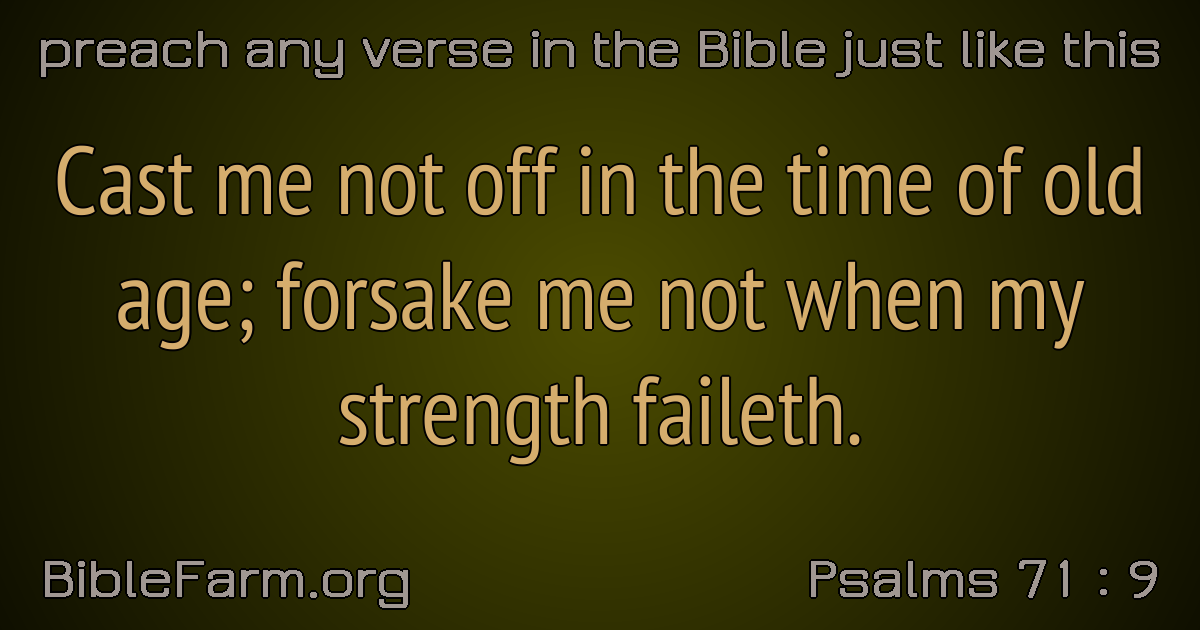 preach any verse in the Bible just like this
Cast me not off in the time of old
age; forsake me not when my
strength faileth.
BibleFarm.org
Psalms 71 : 9